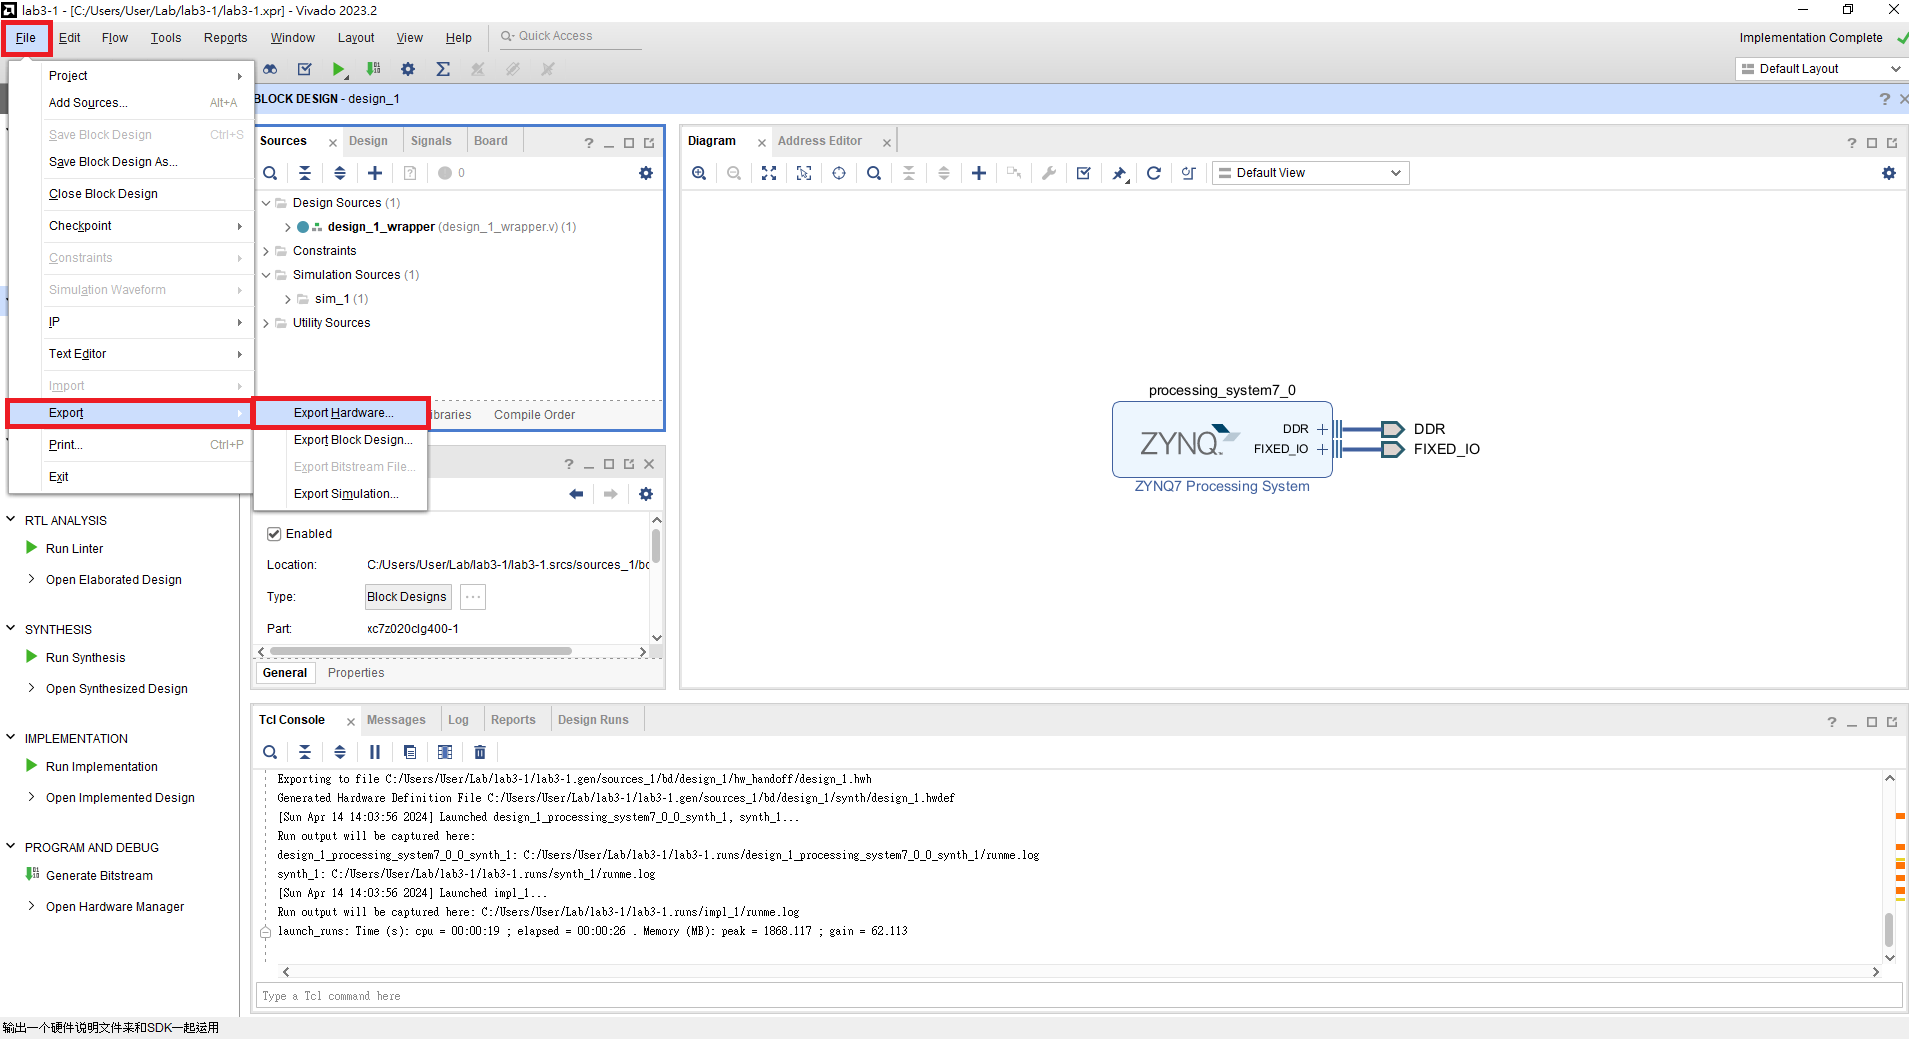 lab3-1 - [C:/Users/User/Lab/lab3-1/lab3-1.xpr] - Vivado 2023.2
File Edit Flow Tools Reports Window Layout View Help Quick Access
Implementation Complete
Default Layout
Project
Add Sources... Alt+A
Save Block Design Ctrl+S
Save Block Design As...
Close Block Design
Checkpoint
Constraints
Simulation Waveform
IP
Text Editor
Import
Export
Print... Ctrl+P
Exit
Export Hardware...
Export Block Design...
Export Bitstream File...
Export Simulation...
BLOCK DESIGN - design_1
Sources Design Signals Board
0
Design Sources (1)
design_1_wrapper (design_1_wrapper.v) (1)
Constraints
Simulation Sources (1)
sim_1 (1)
Utility Sources
Compile Order
Enabled
Location: C:/Users/User/Lab/lab3-1/lab3-1.srcs/sources_1/bd
Type: Block Designs
Part: xc7z020clg400-1
General Properties
Diagram Address Editor
Default View
processing_system7_0
ZYNQ
DDR
FIXED_IO
DDR
FIXED_IO
ZYNQ7 Processing System
RTL ANALYSIS
Run Linter
Open Elaborated Design
SYNTHESIS
Run Synthesis
Open Synthesized Design
IMPLEMENTATION
Run Implementation
Open Implemented Design
PROGRAM AND DEBUG
Generate Bitstream
Open Hardware Manager
Tcl Console Messages Log Reports Design Runs
Exporting to file C:/Users/User/Lab/lab3-1/lab3-1.gen/sources_1/bd/design_1/hw_handoff/design_1.hwh
Generated Hardware Definition File C:/Users/User/Lab/lab3-1/lab3-1.gen/sources_1/bd/design_1/synth/design_1.hwdef
[Sun Apr 14 14:03:56 2024] Launched design_1_processing_system7_0_0_synth_1, synth_1...
Run output will be captured here:
design_1_processing_system7_0_0_synth_1: C:/Users/User/Lab/lab3-1/lab3-1.runs/design_1_processing_system7_0_0_synth_1/runme.log
synth_1: C:/Users/User/Lab/lab3-1/lab3-1.runs/synth_1/runme.log
[Sun Apr 14 14:03:56 2024] Launched impl_1...
Run output will be captured here: C:/Users/User/Lab/lab3-1/lab3-1.runs/impl_1/runme.log
launch_runs: Time (s): cpu = 00:00:19 ; elapsed = 00:00:26 . Memory (MB): peak = 1868.117 ; gain = 62.113
Type a Tcl command here
输出一个硬件说明文件来和SDK一起运用